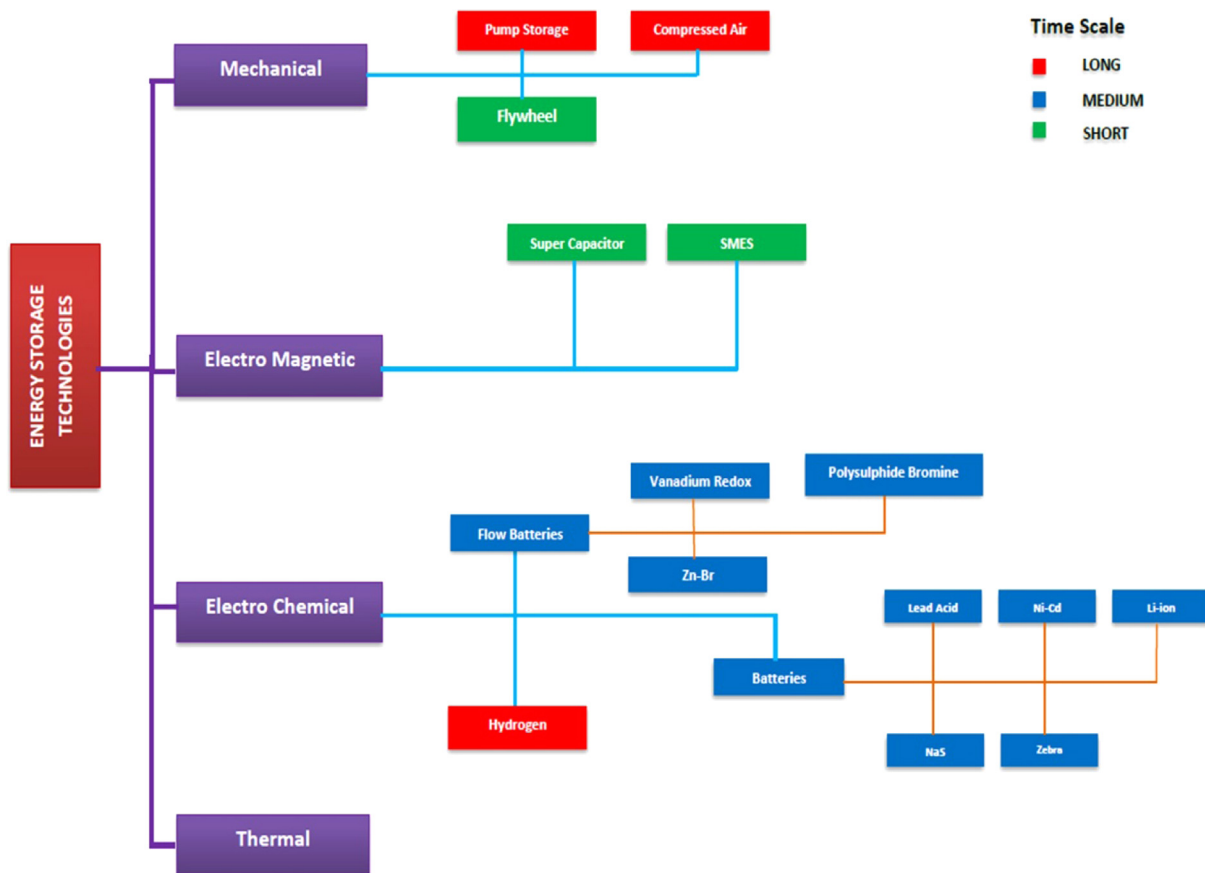 Pump Storage
Compressed Air
Time Scale
LONG
MEDIUM
SHORT
Mechanical
Flywheel
Super Capacitor
SMES
ENERGY STORAGE
TECHNOLOGIES
Electro Magnetic
Vanadium Redox
Polysulphide Bromine
Flow Batteries
Zn-Br
Electro Chemical
Lead Acid
Ni-Cd
Li-ion
Batteries
Hydrogen
NaS
Zebra
Thermal